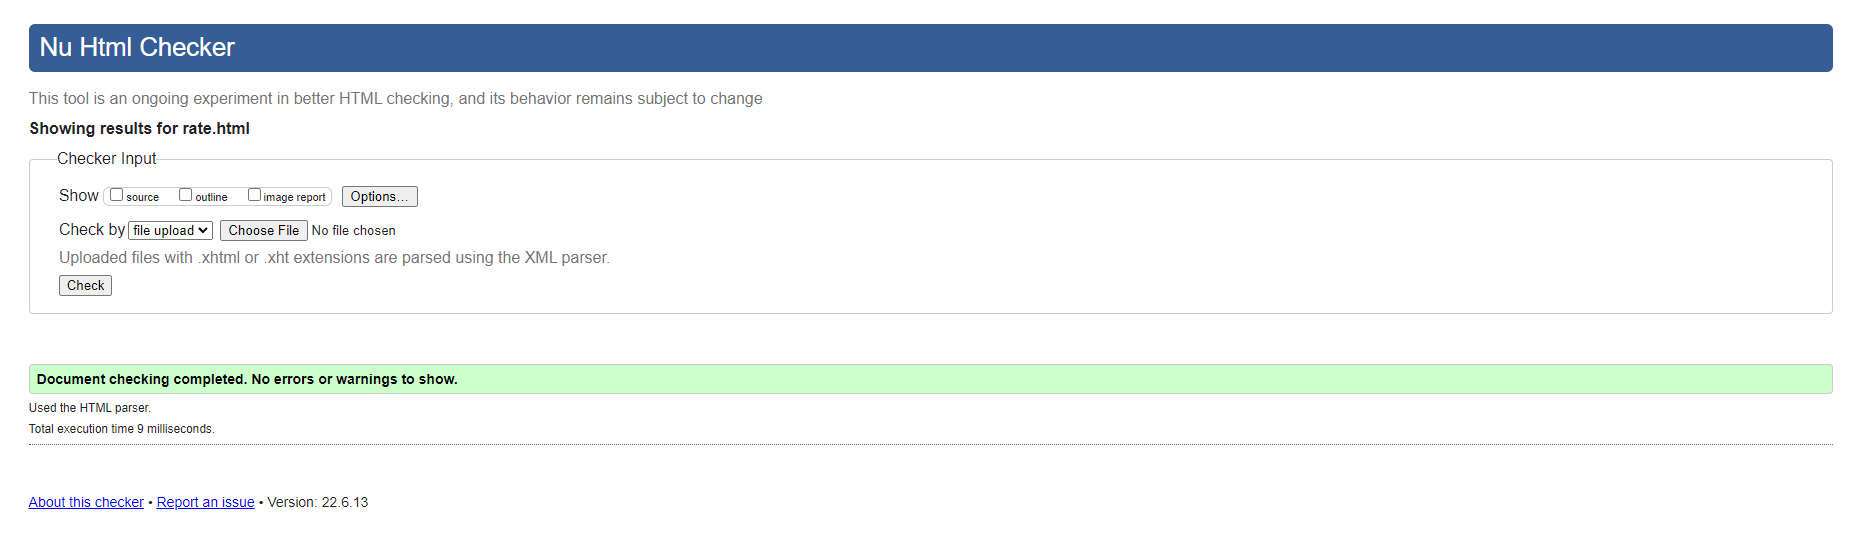 Nu Html Checker
This tool is an ongoing experiment in better HTML checking, and its behavior remains subject to change
Showing results for rate.html
Checker Input
Show source outline image report Options...
Check by file upload Choose File No file chosen
Uploaded files with .xhtml or .xht extensions are parsed using the XML parser.
Check
Document checking completed. No errors or warnings to show.
Used the HTML parser.
Total execution time 9 milliseconds.
About this checker • Report an issue • Version: 22.6.13